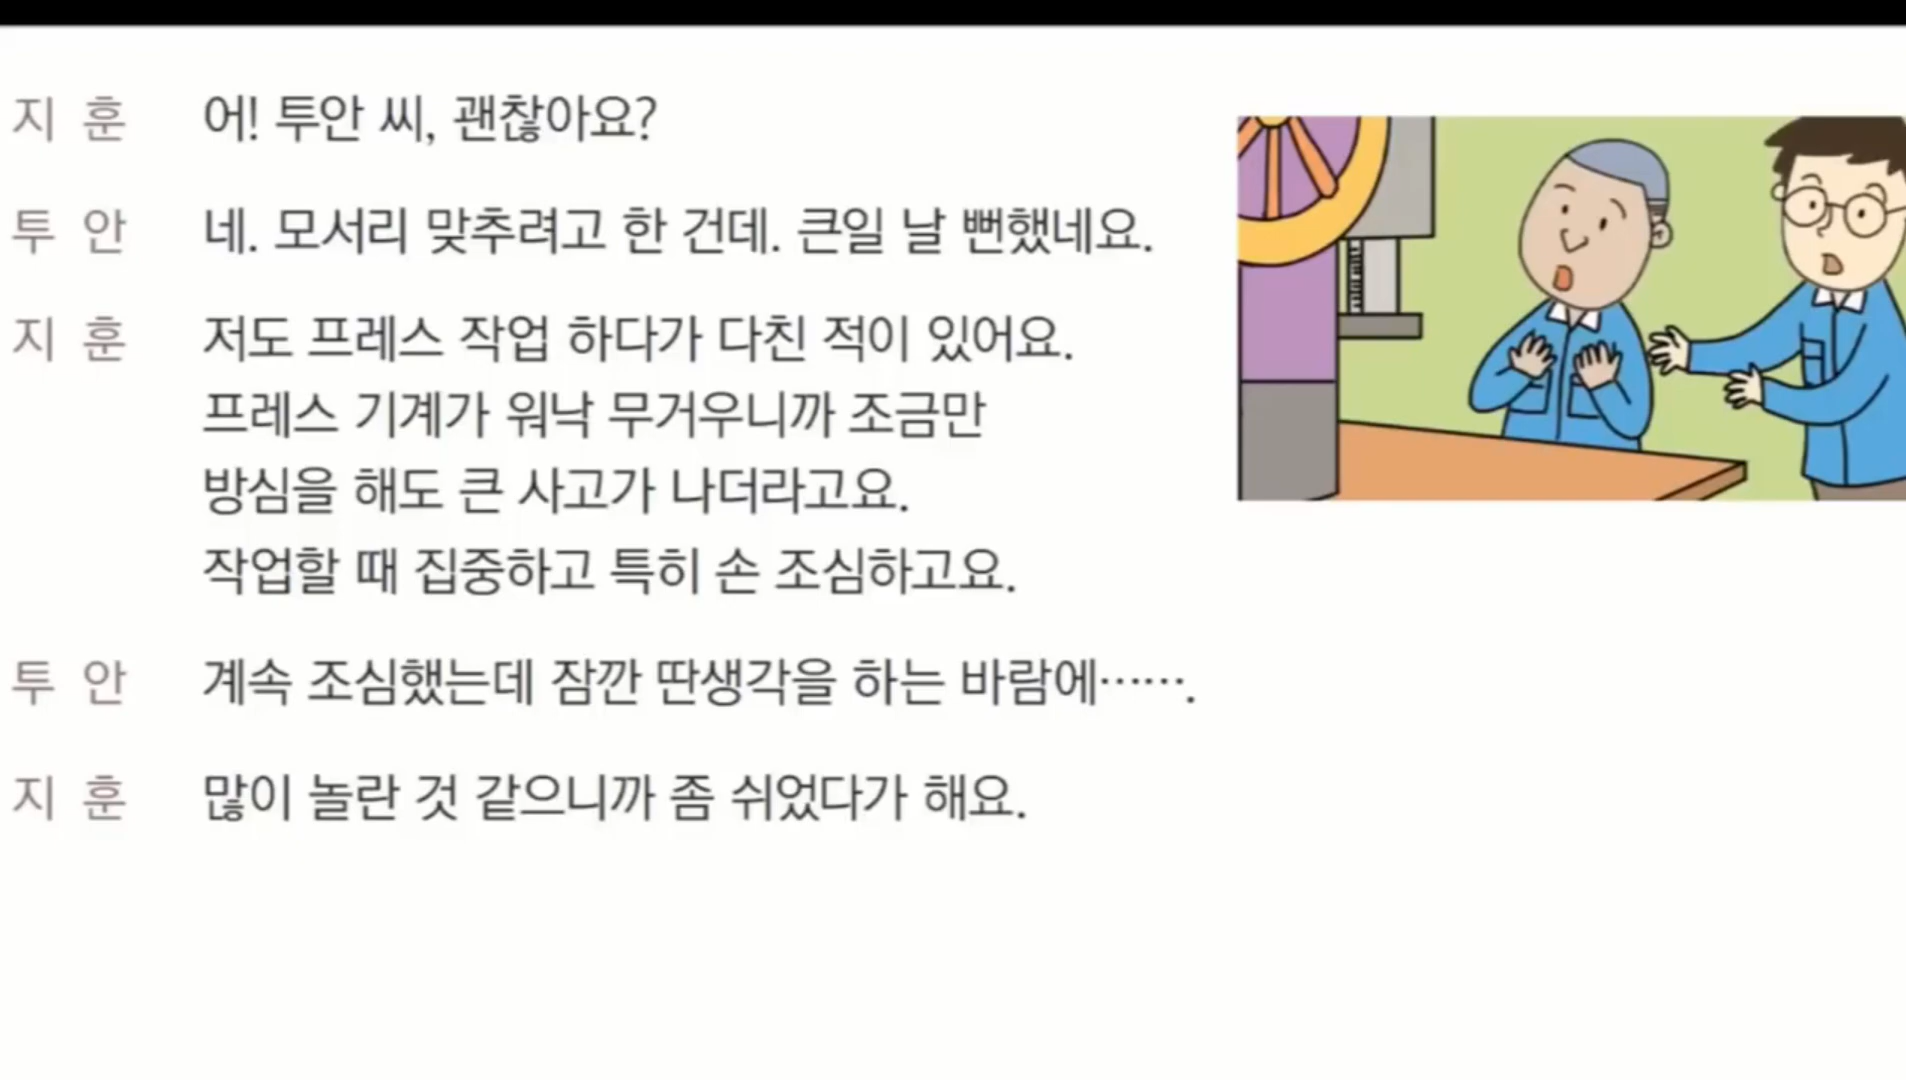 지 훈 어! 투안 씨, 괜찮아요?
투 안 네. 모서리 맞추려고 한 건데. 큰일 날 뻔했네요.
지 훈 저도 프레스 작업 하다가 다친 적이 있어요.
프레스 기계가 워낙 무거우니까 조금만
방심을 해도 큰 사고가 나더라고요.
작업할 때 집중하고 특히 손 조심하고요.
투 안 계속 조심했는데 잠깐 딴생각을 하는 바람에…….
지 훈 많이 놀란 것 같으니까 좀 쉬었다가 해요.